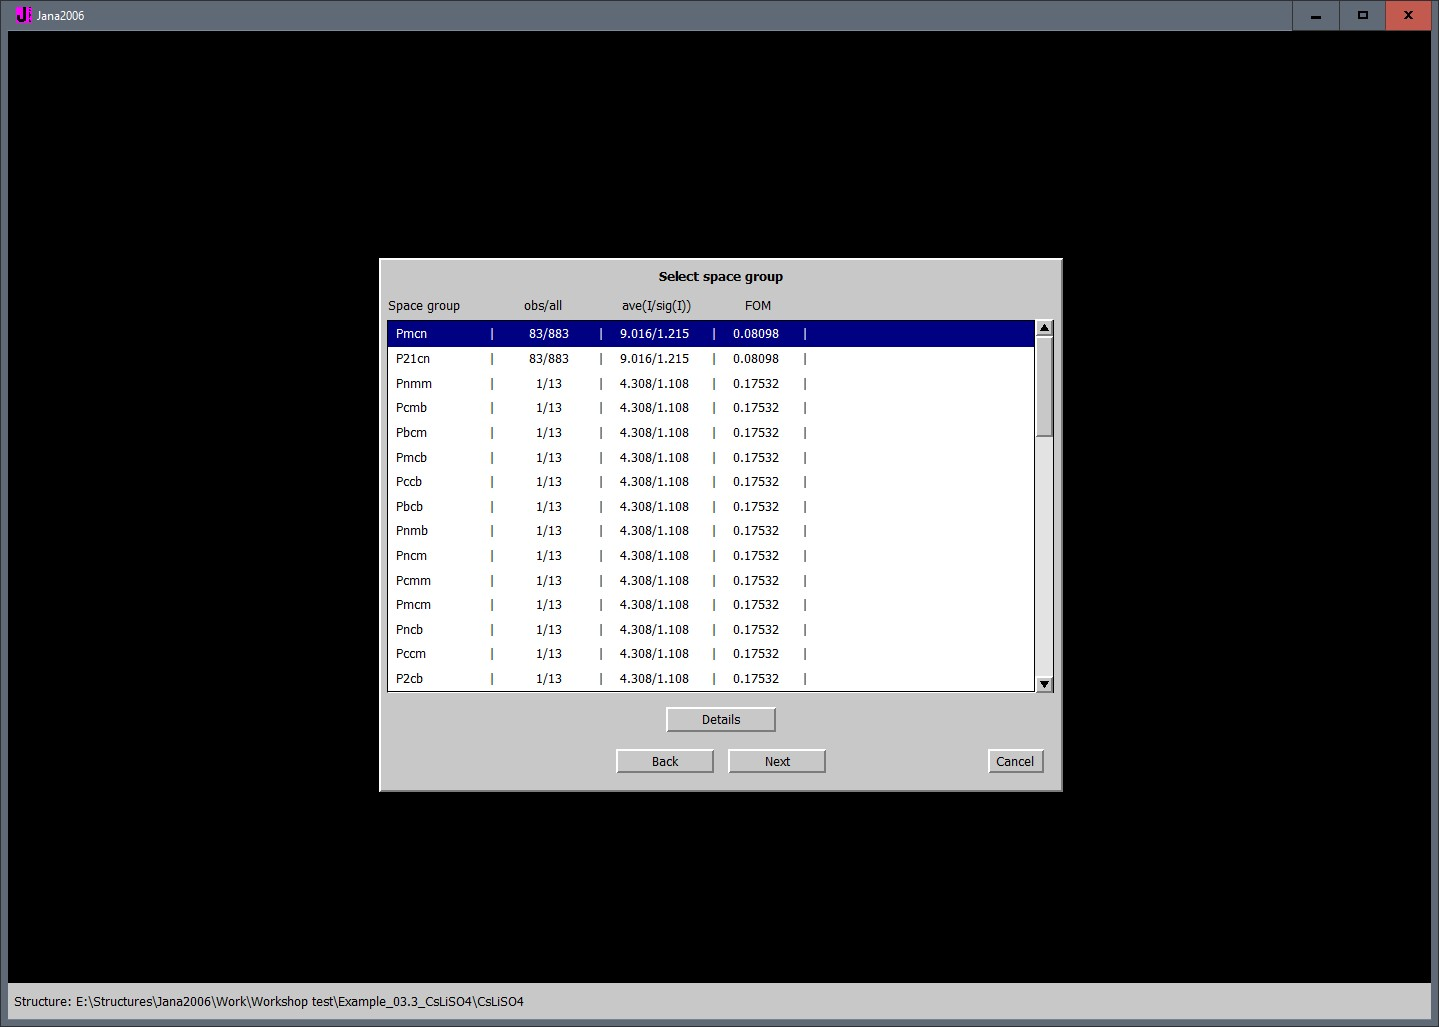 Jana2006
Select space group
Space group obs/all ave(I/sig(I)) FOM
Pmcn | 83/883 | 9.016/1.215 | 0.08098 |
P21cn | 83/883 | 9.016/1.215 | 0.08098 |
Pnmm | 1/13 | 4.308/1.108 | 0.17532 |
Pcmb | 1/13 | 4.308/1.108 | 0.17532 |
Pbcm | 1/13 | 4.308/1.108 | 0.17532 |
Pmcb | 1/13 | 4.308/1.108 | 0.17532 |
Pccb | 1/13 | 4.308/1.108 | 0.17532 |
Pbcb | 1/13 | 4.308/1.108 | 0.17532 |
Pnmb | 1/13 | 4.308/1.108 | 0.17532 |
Pncm | 1/13 | 4.308/1.108 | 0.17532 |
Pcmm | 1/13 | 4.308/1.108 | 0.17532 |
Pmcm | 1/13 | 4.308/1.108 | 0.17532 |
Pncb | 1/13 | 4.308/1.108 | 0.17532 |
Pccm | 1/13 | 4.308/1.108 | 0.17532 |
P2cb | 1/13 | 4.308/1.108 | 0.17532 |
Details
Back Next Cancel
Structure: E:\Structures\Jana2006\Work\Workshop test\Example_03.3_CsLiSO4\CsLiSO4